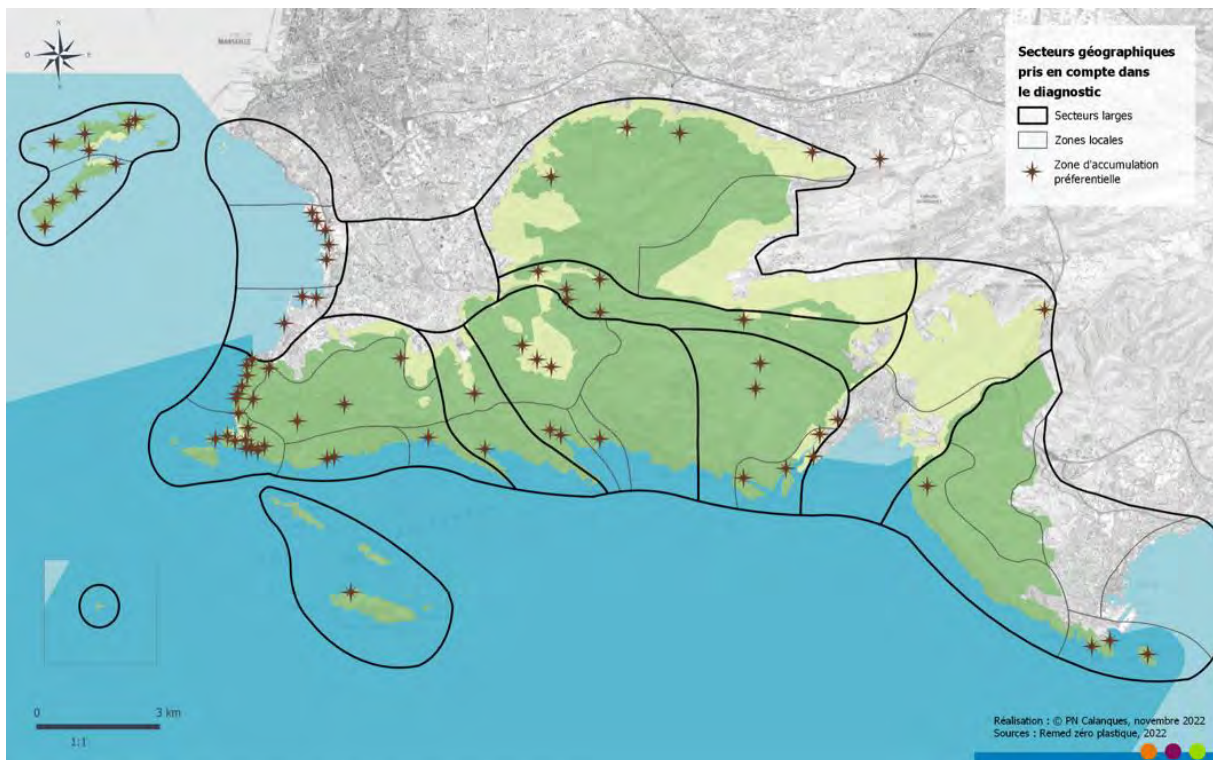 N
O
E
S
MARSEILLE
Secteurs géographiques
pris en compte dans
le diagnostic
Secteurs larges
Zones locales
Zone d'accumulation
préferentielle
0
3 km
1:1
Réalisation : © PN Calanques, novembre 2022
Sources : Remed zéro plastique, 2022